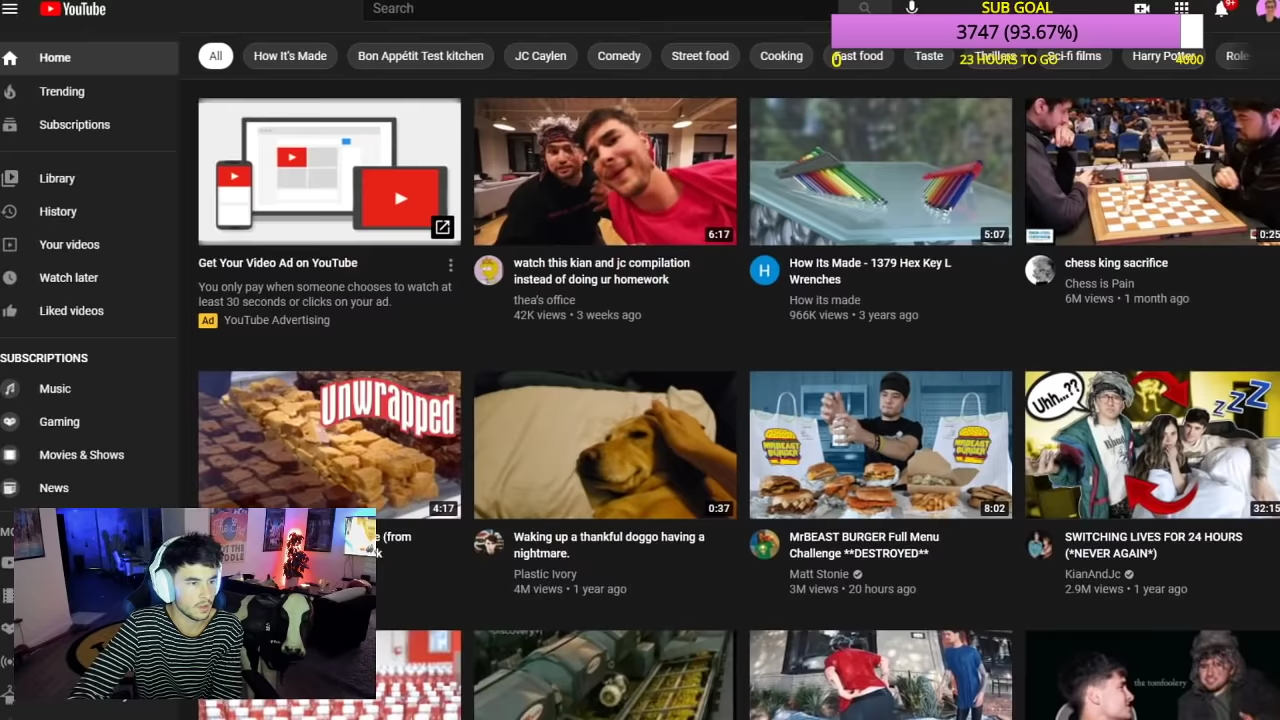 YouTube
Search
SUB GOAL
3747 (93.67%)
0
23 HOURS TO GO
4000
9+
Home
Trending
Subscriptions
Library
History
Your videos
Watch later
Liked videos
SUBSCRIPTIONS
Music
Gaming
Movies & Shows
News
All
How It's Made
Bon Appétit Test kitchen
JC Caylen
Comedy
Street food
Cooking
Fast food
Taste
Thrillers
Sci-fi films
Harry Potter
Role
Get Your Video Ad on YouTube
You only pay when someone chooses to watch at
least 30 seconds or clicks on your ad.
Ad YouTube Advertising
6:17
watch this kian and jc compilation
instead of doing ur homework
thea's office
42K views • 3 weeks ago
5:07
H
How Its Made - 1379 Hex Key L
Wrenches
How its made
966K views • 3 years ago
0:25
chess king sacrifice
Chess is Pain
6M views • 1 month ago
UNWRAPPED
4:17
(from
0:37
Waking up a thankful doggo having a
nightmare.
Plastic Ivory
4M views • 1 year ago
MRBEAST
BURGER
MRBEAST
BURGER
8:02
MrBEAST BURGER Full Menu
Challenge **DESTROYED**
Matt Stonie
3M views • 20 hours ago
Uhh...??
ZZZ
32:15
SWITCHING LIVES FOR 24 HOURS
(*NEVER AGAIN*)
KianAndJc
2.9M views • 1 year ago
the tomfoolery